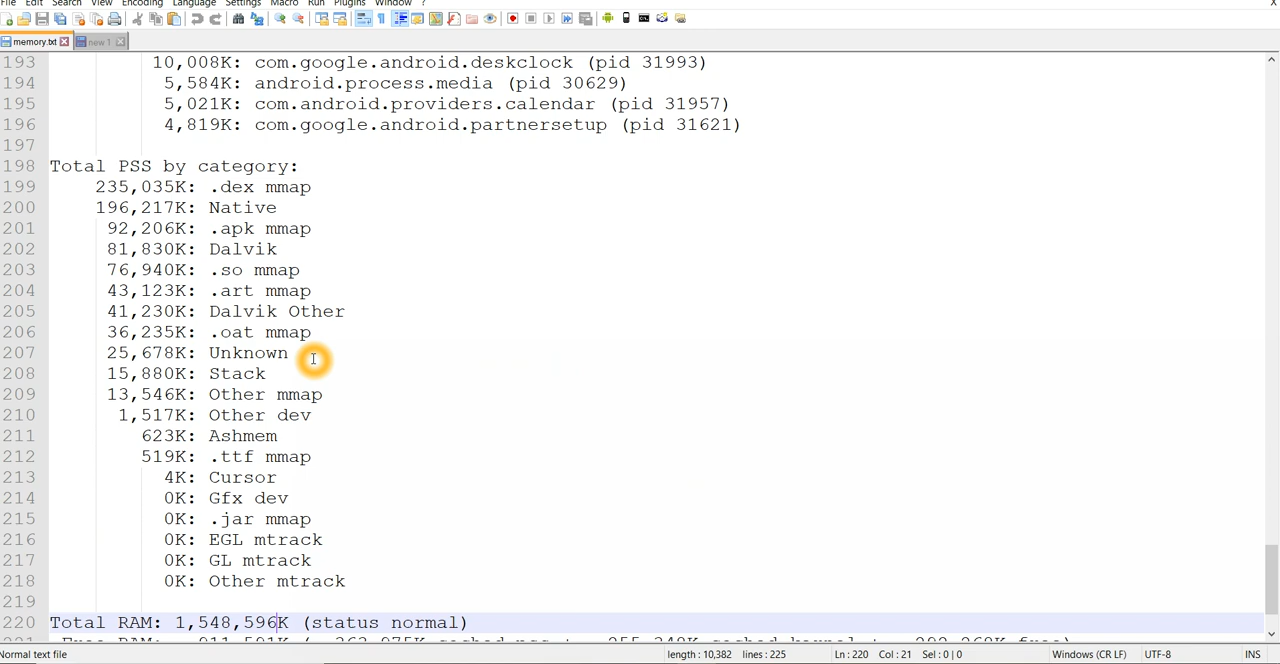 File Edit Search View Encoding Language Settings Macro Run Plugins Window ? X
memory.txt new 1
193 10,008K: com.google.android.deskclock (pid 31993)
194 5,584K: android.process.media (pid 30629)
195 5,021K: com.android.providers.calendar (pid 31957)
196 4,819K: com.google.android.partnersetup (pid 31621)
197
198 Total PSS by category:
199 235,035K: .dex mmap
200 196,217K: Native
201 92,206K: .apk mmap
202 81,830K: Dalvik
203 76,940K: .so mmap
204 43,123K: .art mmap
205 41,230K: Dalvik Other
206 36,235K: .oat mmap
207 25,678K: Unknown
208 15,880K: Stack
209 13,546K: Other mmap
210 1,517K: Other dev
211 623K: Ashmem
212 519K: .ttf mmap
213 4K: Cursor
214 0K: Gfx dev
215 0K: .jar mmap
216 0K: EGL mtrack
217 0K: GL mtrack
218 0K: Other mtrack
219
220 Total RAM: 1,548,596K (status normal)
Normal text file length : 10,382 lines : 225 Ln : 220 Col : 21 Sel : 0 | 0 Windows (CR LF) UTF-8 INS